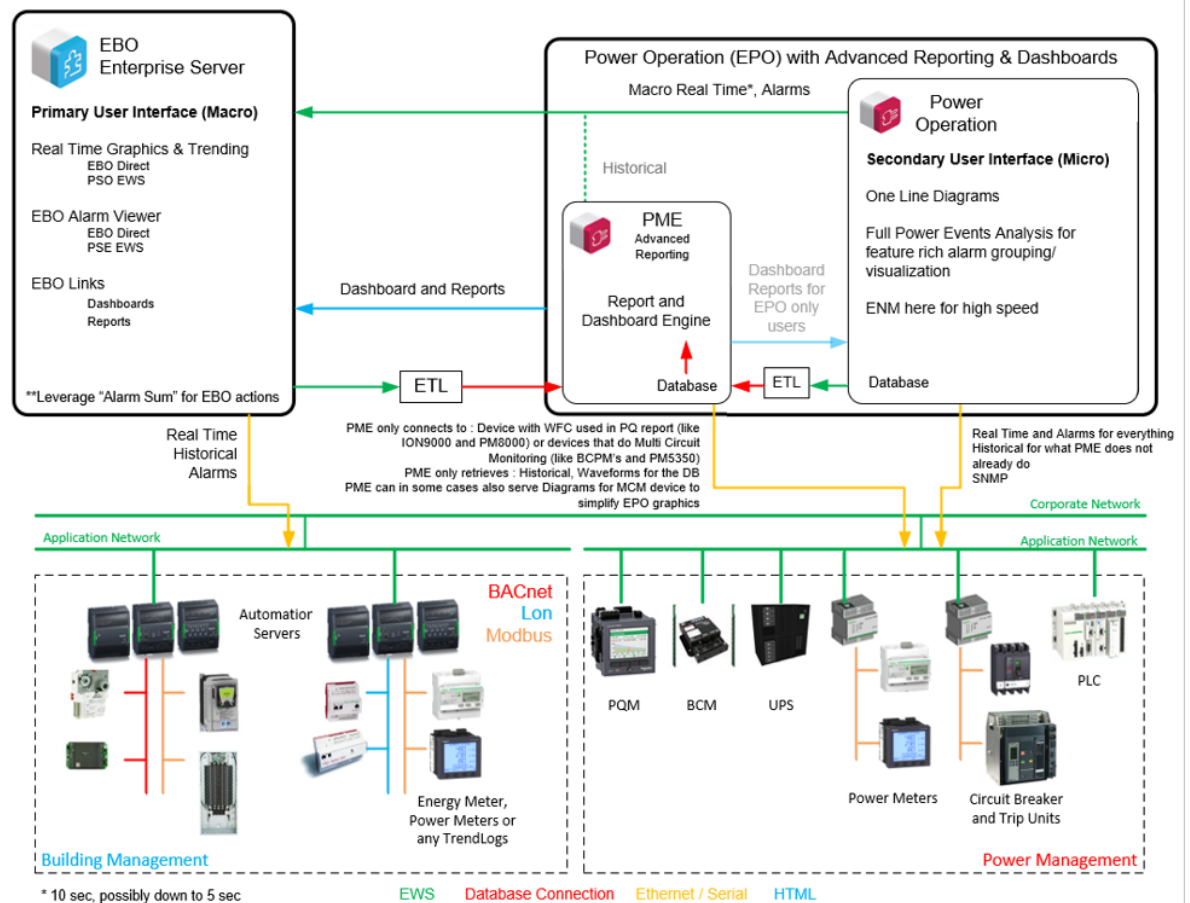 EBO
Enterprise Server
Primary User Interface (Macro)
Real Time Graphics & Trending
EBO Direct
PSO EWS
EBO Alarm Viewer
EBO Direct
PSE EWS
EBO Links
Dashboards
Reports
**Leverage “Alarm Sum” for EBO actions
Power Operation (EPO) with Advanced Reporting & Dashboards
Macro Real Time*, Alarms
Historical
Dashboard and Reports
ETL
PME
Advanced
Reporting
Report and
Dashboard Engine
Database
Dashboard
Reports for
EPO only
users
ETL
Power
Operation
Secondary User Interface (Micro)
One Line Diagrams
Full Power Events Analysis for
feature rich alarm grouping/
visualization
ENM here for high speed
Database
Real Time
Historical
Alarms
PME only connects to : Device with WFC used in PQ report (like
ION9000 and PM8000) or devices that do Multi Circuit
Monitoring (like BCPM's and PM5350)
PME only retrieves : Historical, Waveforms for the DB
PME can in some cases also serve Diagrams for MCM device to
simplify EPO graphics
Real Time and Alarms for everything
Historical for what PME does not
already do
SNMP
Corporate Network
Application Network
Application Network
Automatior
Servers
BACnet
Lon
Modbus
Energy Meter,
Power Meters or
any TrendLogs
Building Management
PQM
BCM
UPS
PLC
Power Meters
Circuit Breaker
and Trip Units
Power Management
* 10 sec, possibly down to 5 sec
EWS
Database Connection
Ethernet / Serial
HTML